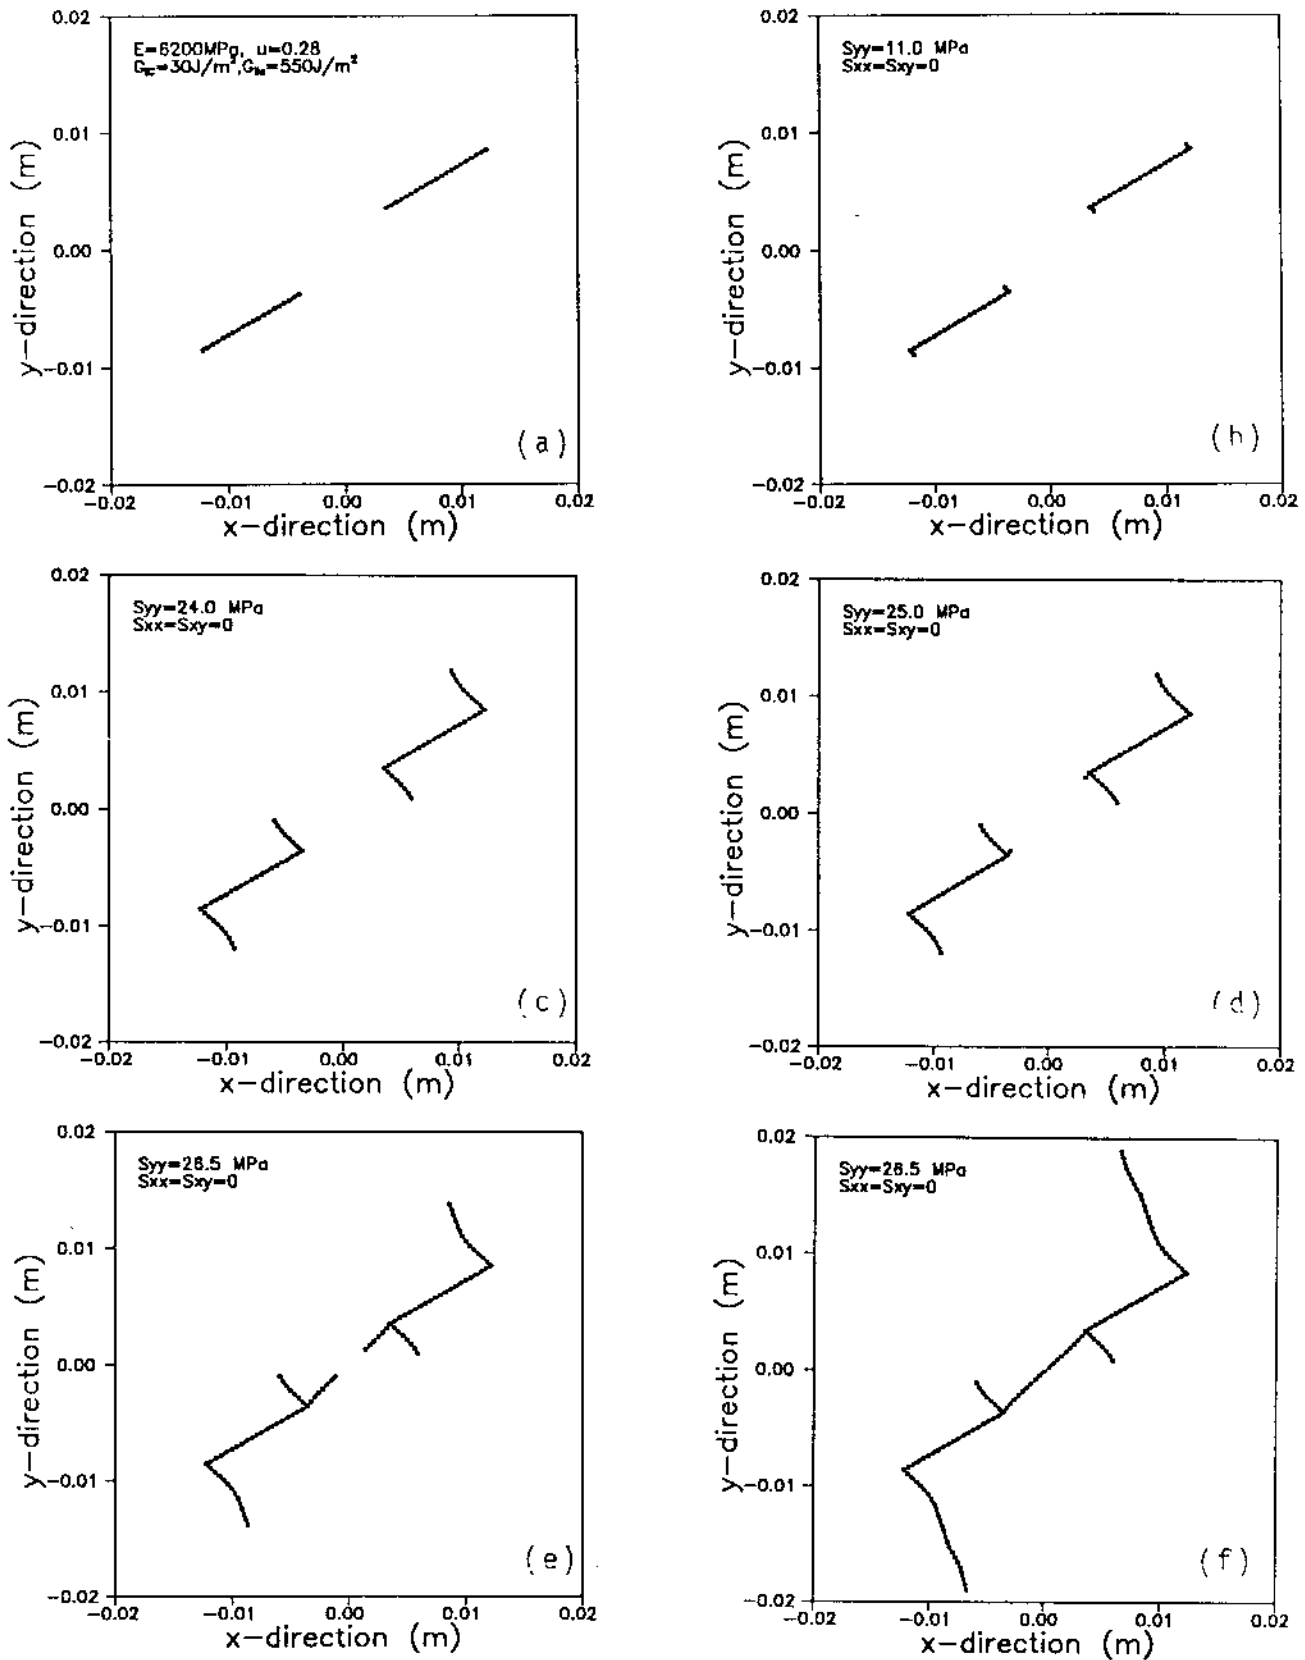 0.02
E=6200MPa, u=0.28
G_Ic=30J/m²,G_IIc=550J/m²
0.01
0.00
−0.01
−0.02
y−direction (m)
(a)
−0.02 −0.01 0.00 0.01 0.02
x−direction (m)
0.02
Syy=11.0 MPa
Sxx=Sxy=0
0.01
0.00
−0.01
−0.02
y−direction (m)
(h)
−0.02 −0.01 0.00 0.01 0.02
x−direction (m)
0.02
Syy=24.0 MPa
Sxx=Sxy=0
0.01
0.00
−0.01
−0.02
y−direction (m)
(c)
−0.02 −0.01 0.00 0.01 0.02
x−direction (m)
0.02
Syy=25.0 MPa
Sxx=Sxy=0
0.01
0.00
−0.01
−0.02
y−direction (m)
(d)
−0.02 −0.01 0.00 0.01 0.02
x−direction (m)
0.02
Syy=26.5 MPa
Sxx=Sxy=0
0.01
0.00
−0.01
−0.02
y−direction (m)
(e)
−0.02 −0.01 0.00 0.01 0.02
x−direction (m)
0.02
Syy=26.5 MPa
Sxx=Sxy=0
0.01
0.00
−0.01
−0.02
y−direction (m)
(f)
−0.02 −0.01 0.00 0.01 0.02
x−direction (m)